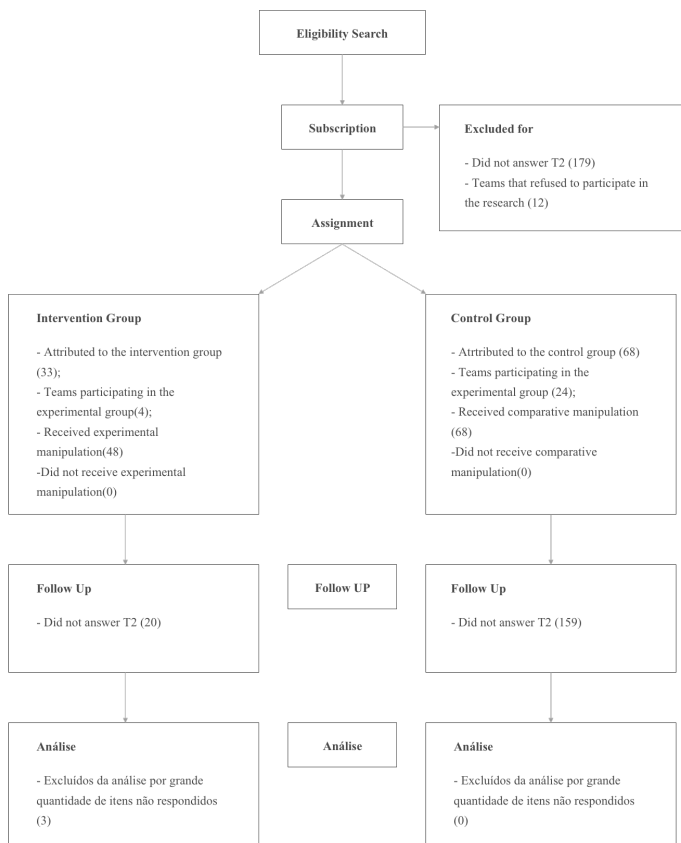 Eligibility Search
Subscription
Excluded for
- Did not answer T2 (179)
- Teams that refused to participate in
the research (12)
Assignment
Intervention Group
- Attributed to the intervention group
(33);
- Teams participating in the
experimental group(4);
- Received experimental
manipulation(48)
-Did not receive experimental
manipulation(0)
Control Group
- Atrtributed to the control group (68)
- Teams participating in the
experimental group (24);
- Received comparative manipulation
(68)
-Did not receive comparative
manipulation(0)
Follow Up
- Did not answer T2 (20)
Follow UP
Follow Up
- Did not answer T2 (159)
Análise
- Excluídos da análise por grande
quantidade de itens não respondidos
(3)
Análise
Análise
- Excluídos da análise por grande
quantidade de itens não respondidos
(0)